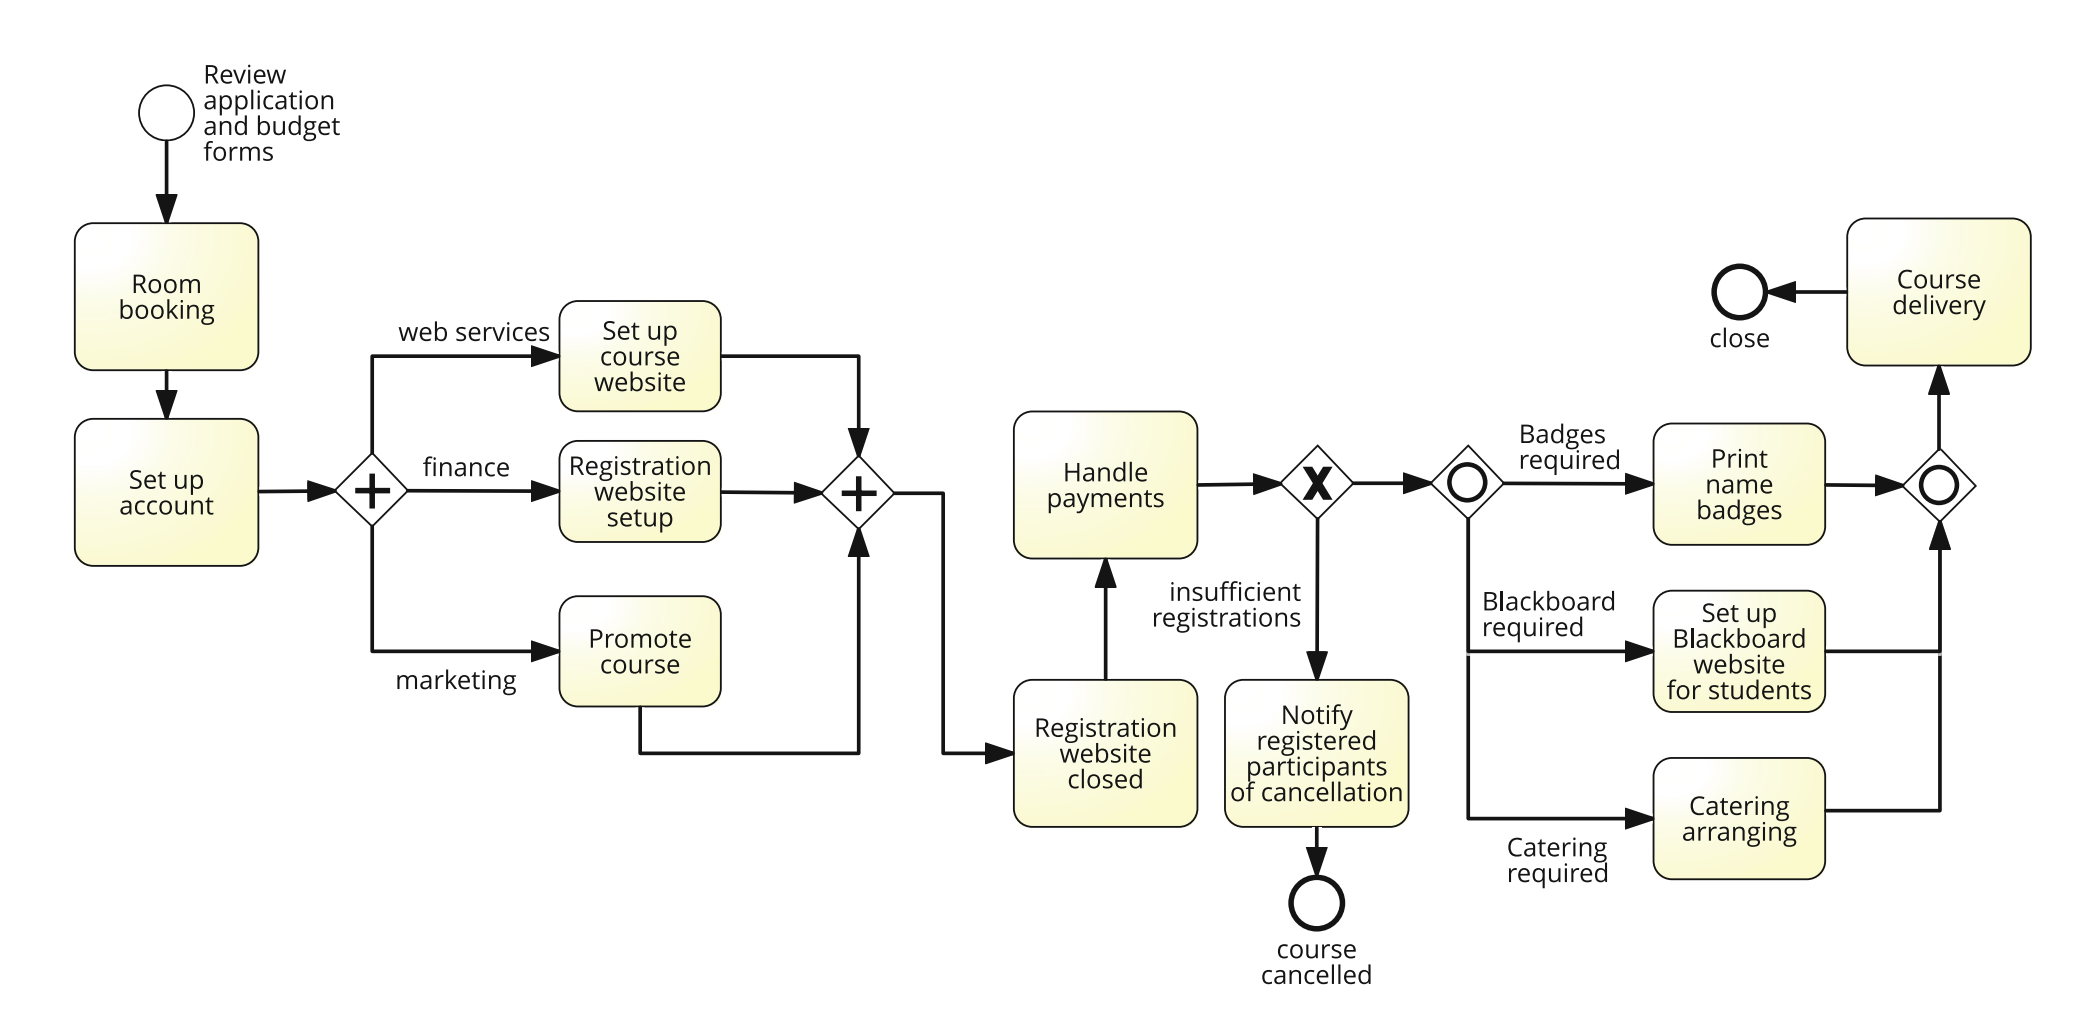 Review
application
and budget
forms
Room
booking
Set up
account
web services
finance
marketing
Set up
course
website
Registration
website
setup
Promote
course
Registration
website
closed
Handle
payments
X
insufficient
registrations
Notify
registered
participants
of cancellation
course
cancelled
Badges
required
Blackboard
required
Catering
required
Print
name
badges
Set up
Blackboard
website
for students
Catering
arranging
Course
delivery
close